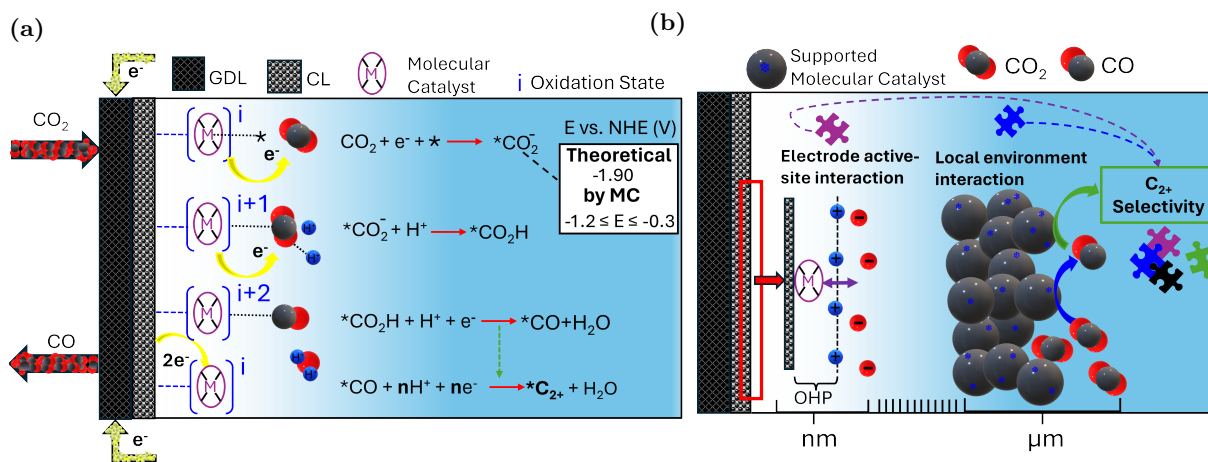 (a)
e-
GDL
CL
M
Molecular
Catalyst
i Oxidation State
CO2
M
i
*
e-
CO2 + e- + * → *CO2-
E vs. NHE (V)
Theoretical
-1.90
by MC
-1.2 ≤ E ≤ -0.3
M
i+1
H+
H+
e-
*CO2- + H+ → *CO2H
M
i+2
*CO2H + H+ + e- → *CO+H2O
CO
2e-
M
i
H+
H+
*CO + nH+ + ne- → *C2+ + H2O
e-
(b)
Supported
Molecular Catalyst
CO2
CO
Electrode active-
site interaction
Local environment
interaction
C2+
Selectivity
M
+
+
+
+
−
−
−
−
OHP
nm
µm